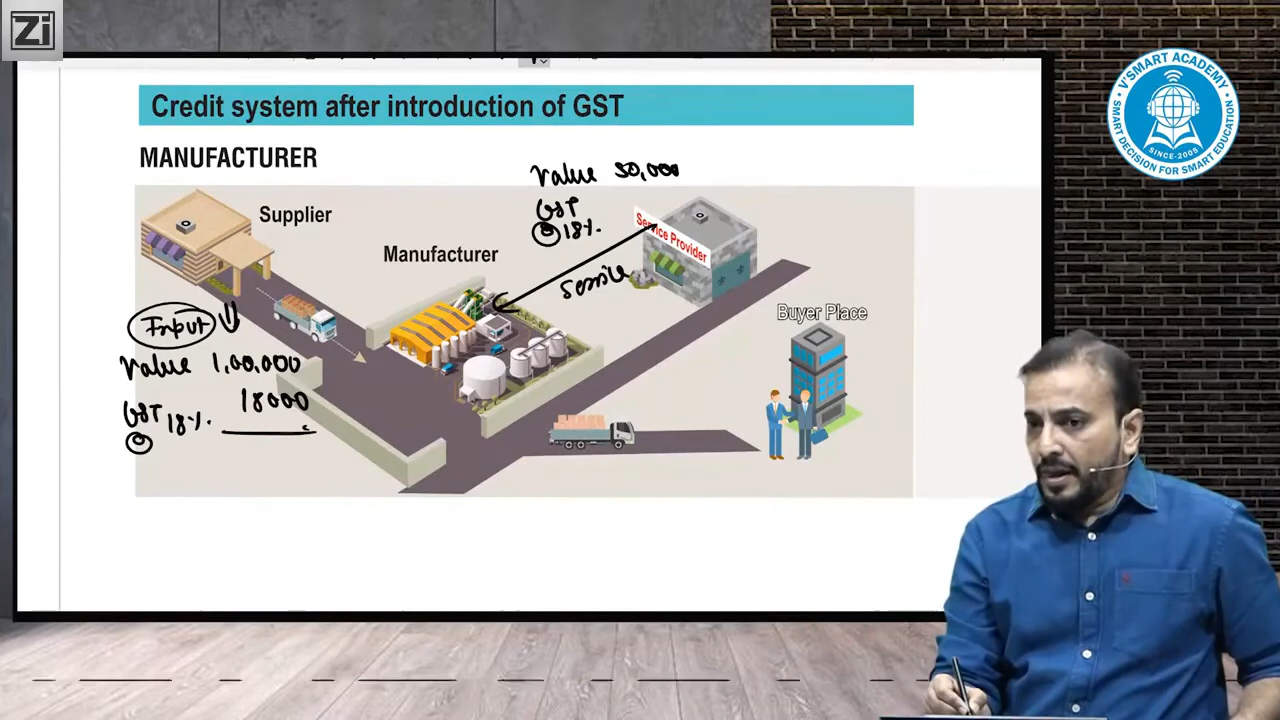 Zi
Credit system after introduction of GST
MANUFACTURER
Value 50,000
GST
@ 18%.
Supplier
Service Provider
Manufacturer
Service
Buyer Place
Input
Value 1,00,000
18000
GST 18%.
@
V'SMART ACADEMY
SINCE-2005
SMART DECISION FOR SMART EDUCATION